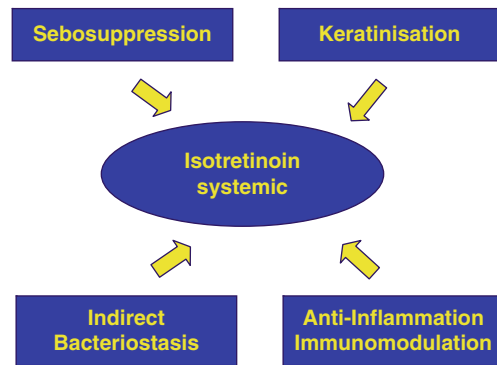 Sebosuppression
Keratinisation
Isotretinoin
systemic
Indirect
Bacteriostasis
Anti-Inflammation
Immunomodulation